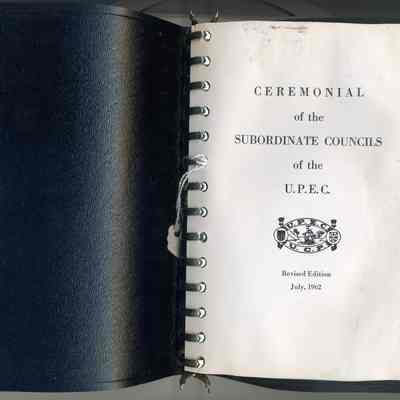 CEREMONIAL
of the
SUBORDINATE COUNCILS
of the
U.P.E.C.
U.P.E.C.
Revised Edition
July, 1962